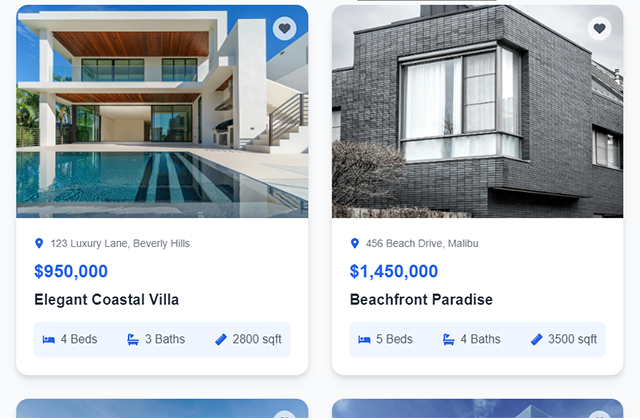 123 Luxury Lane, Beverly Hills
$950,000
Elegant Coastal Villa
4 Beds 3 Baths 2800 sqft
456 Beach Drive, Malibu
$1,450,000
Beachfront Paradise
5 Beds 4 Baths 3500 sqft